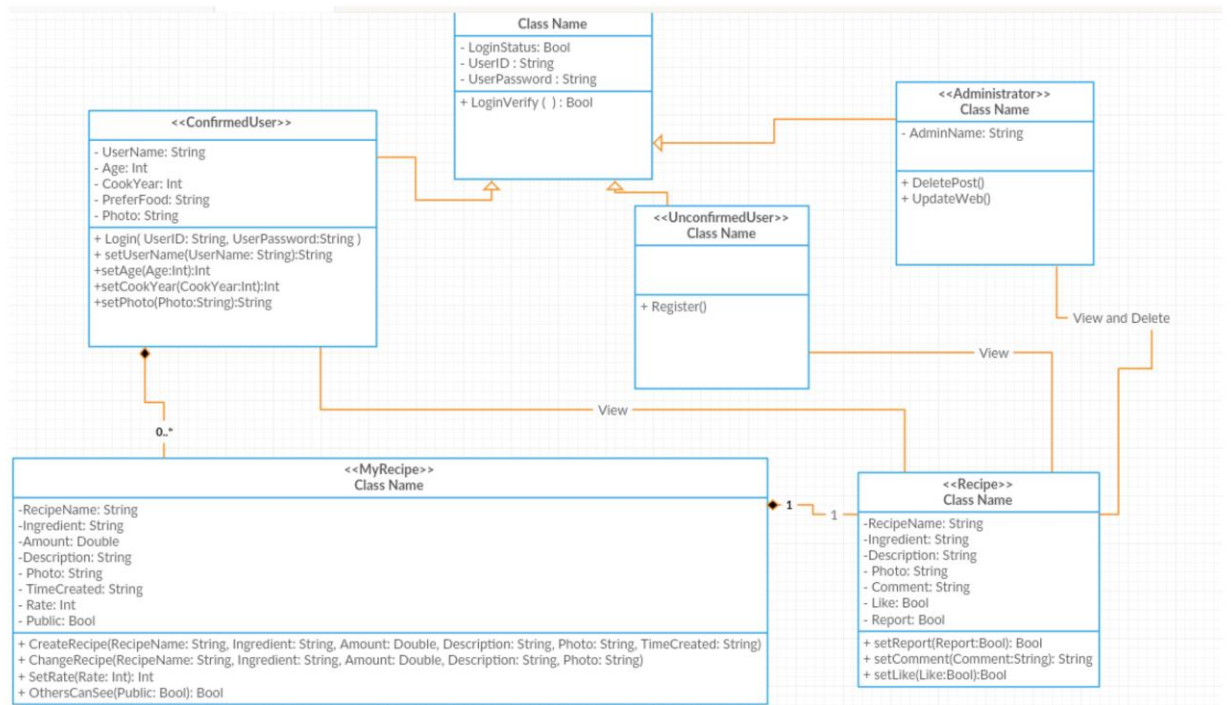 Class Name
- LoginStatus: Bool
- UserID : String
- UserPassword : String
+ LoginVerify ( ) : Bool
<<ConfirmedUser>>
- UserName: String
- Age: Int
- CookYear: Int
- PreferFood: String
- Photo: String
+ Login( UserID: String, UserPassword:String )
+ setUserName(UserName: String):String
+setAge(Age:Int):Int
+setCookYear(CookYear:Int):Int
+setPhoto(Photo:String):String
<<UnconfirmedUser>>
Class Name
+ Register()
<<Administrator>>
Class Name
- AdminName: String
+ DeletePost()
+ UpdateWeb()
View and Delete
View
View
0..*
<<MyRecipe>>
Class Name
-RecipeName: String
-Ingredient: String
-Amount: Double
-Description: String
- Photo: String
- TimeCreated: String
- Rate: Int
- Public: Bool
+ CreateRecipe(RecipeName: String, Ingredient: String, Amount: Double, Description: String, Photo: String, TimeCreated: String)
+ ChangeRecipe(RecipeName: String, Ingredient: String, Amount: Double, Description: String, Photo: String)
+ SetRate(Rate: Int): Int
+ OthersCanSee(Public: Bool): Bool
1
1
<<Recipe>>
Class Name
-RecipeName: String
-Ingredient: String
-Description: String
- Photo: String
- Comment: String
- Like: Bool
- Report: Bool
+ setReport(Report:Bool): Bool
+ setComment(Comment:String): String
+ setLike(Like:Bool):Bool